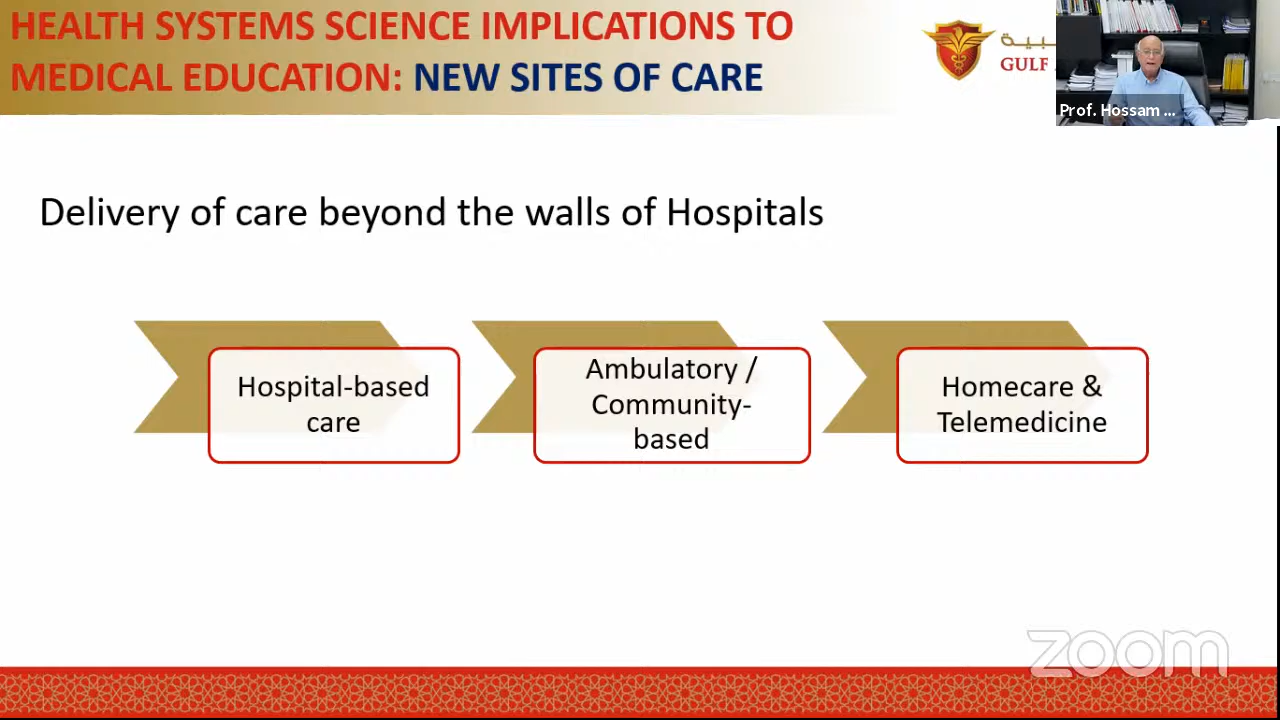 HEALTH SYSTEMS SCIENCE IMPLICATIONS TO
MEDICAL EDUCATION: NEW SITES OF CARE
GULF
Prof. Hossam ...
Delivery of care beyond the walls of Hospitals
Hospital-based
care
Ambulatory /
Community-
based
Homecare &
Telemedicine
zoom